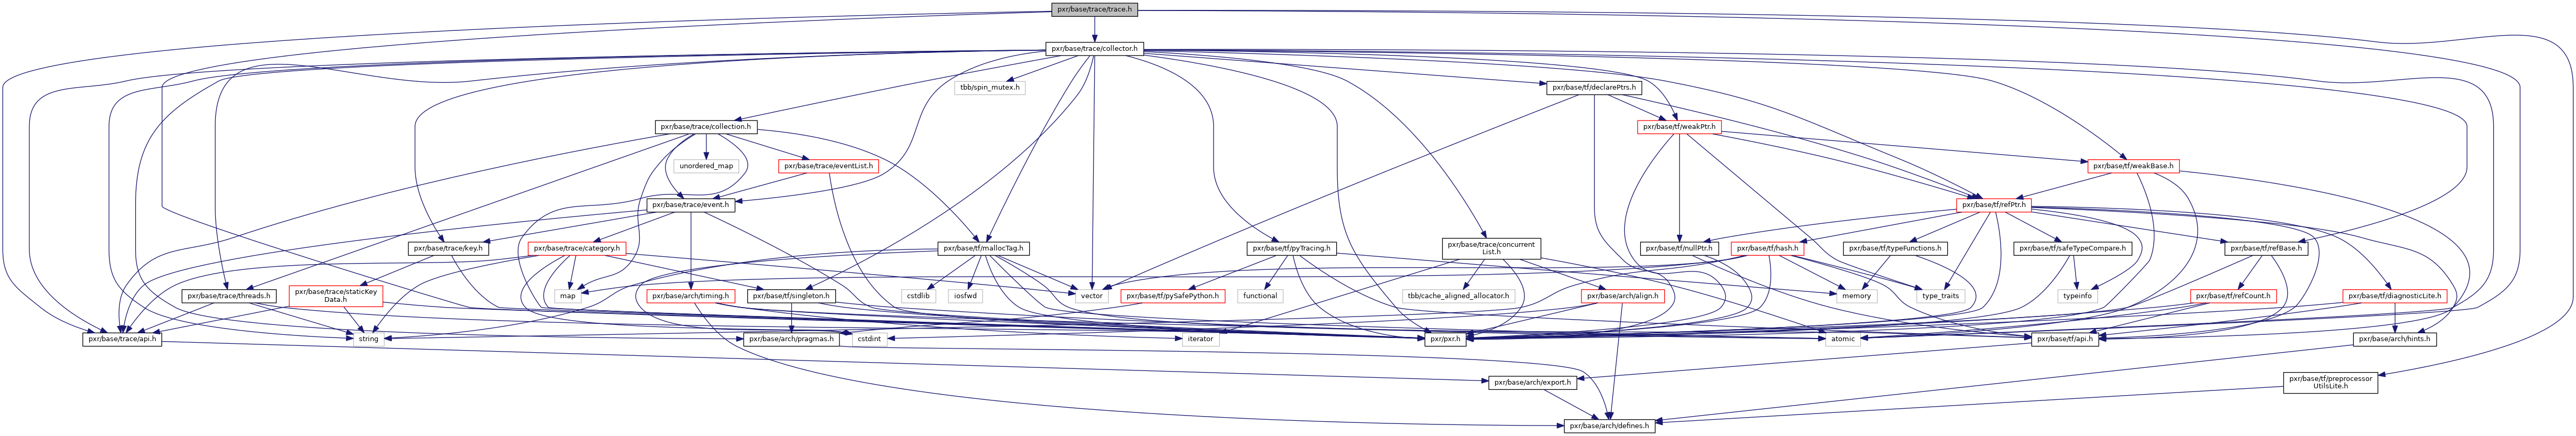 pxr/base/trace/trace.h
pxr/base/trace/collector.h
tbb/spin_mutex.h
pxr/base/tf/declarePtrs.h
pxr/base/trace/collection.h
pxr/base/tf/weakPtr.h
unordered_map
pxr/base/trace/eventList.h
pxr/base/tf/weakBase.h
pxr/base/trace/event.h
pxr/base/tf/refPtr.h
pxr/base/trace/key.h
pxr/base/trace/category.h
pxr/base/tf/mallocTag.h
pxr/base/tf/pyTracing.h
pxr/base/trace/concurrent
List.h
pxr/base/tf/nullPtr.h
pxr/base/tf/hash.h
pxr/base/tf/typeFunctions.h
pxr/base/tf/safeTypeCompare.h
pxr/base/tf/refBase.h
pxr/base/trace/threads.h
pxr/base/trace/staticKey
Data.h
map
pxr/base/arch/timing.h
pxr/base/tf/singleton.h
cstdlib
iosfwd
vector
pxr/base/tf/pySafePython.h
functional
tbb/cache_aligned_allocator.h
pxr/base/arch/align.h
memory
type_traits
typeinfo
pxr/base/tf/refCount.h
pxr/base/tf/diagnosticLite.h
pxr/base/trace/api.h
string
pxr/base/arch/pragmas.h
cstdint
iterator
pxr/pxr.h
atomic
pxr/base/tf/api.h
pxr/base/arch/hints.h
pxr/base/arch/export.h
pxr/base/tf/preprocessor
UtilsLite.h
pxr/base/arch/defines.h